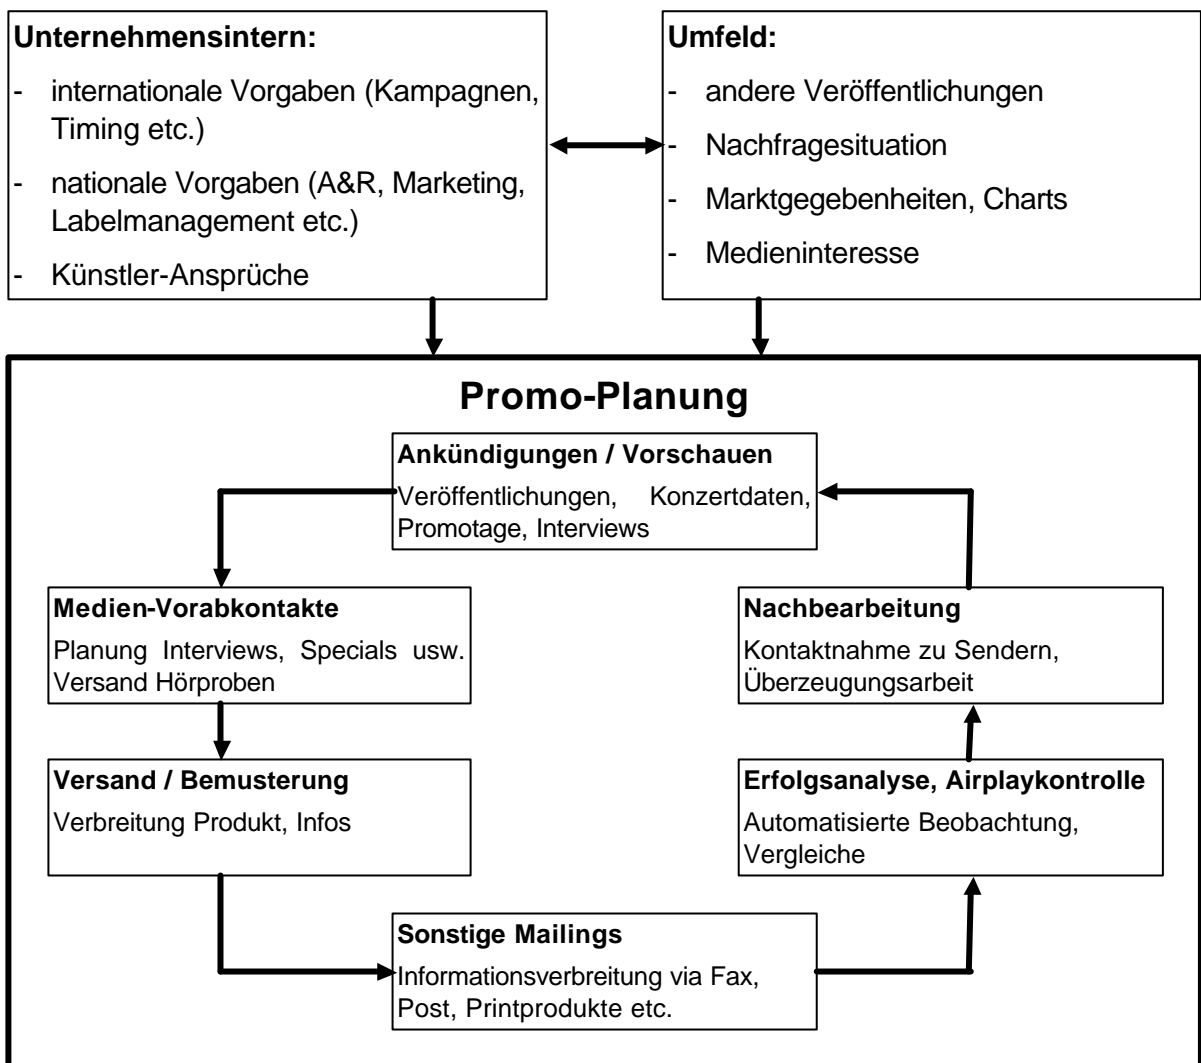 Unternehmensintern:
- internationale Vorgaben (Kampagnen,
Timing etc.)
- nationale Vorgaben (A&R, Marketing,
Labelmanagement etc.)
- Künstler-Ansprüche
Umfeld:
- andere Veröffentlichungen
- Nachfragesituation
- Marktgegebenheiten, Charts
- Medieninteresse
Promo-Planung
Ankündigungen / Vorschauen
Veröffentlichungen, Konzertdaten,
Promotage, Interviews
Medien-Vorabkontakte
Planung Interviews, Specials usw.
Versand Hörproben
Nachbearbeitung
Kontaktnahme zu Sendern,
Überzeugungsarbeit
Versand / Bemusterung
Verbreitung Produkt, Infos
Erfolgsanalyse, Airplaykontrolle
Automatisierte Beobachtung,
Vergleiche
Sonstige Mailings
Informationsverbreitung via Fax,
Post, Printprodukte etc.